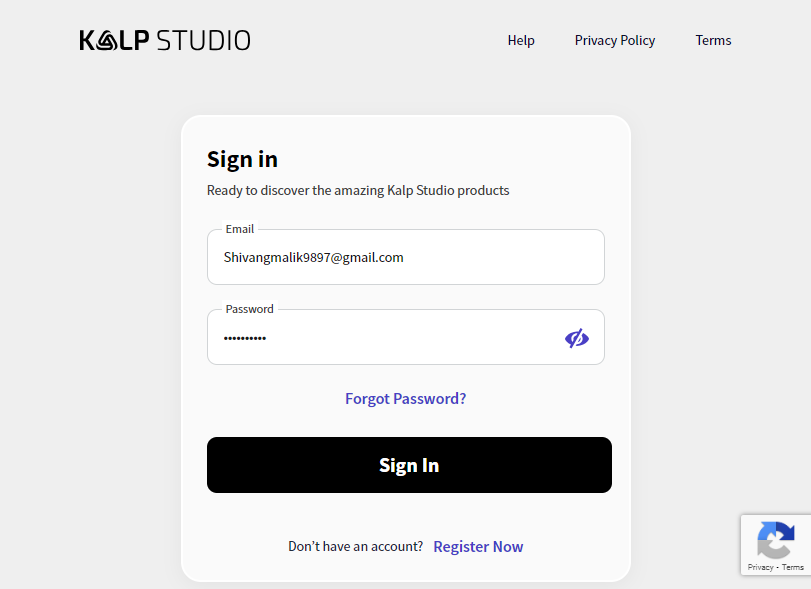 KALP STUDIO
Help Privacy Policy Terms
Sign in
Ready to discover the amazing Kalp Studio products
Email
Shivangmalik9897@gmail.com
Password
••••••••••
Forgot Password?
Sign In
Don’t have an account? Register Now
Privacy - Terms